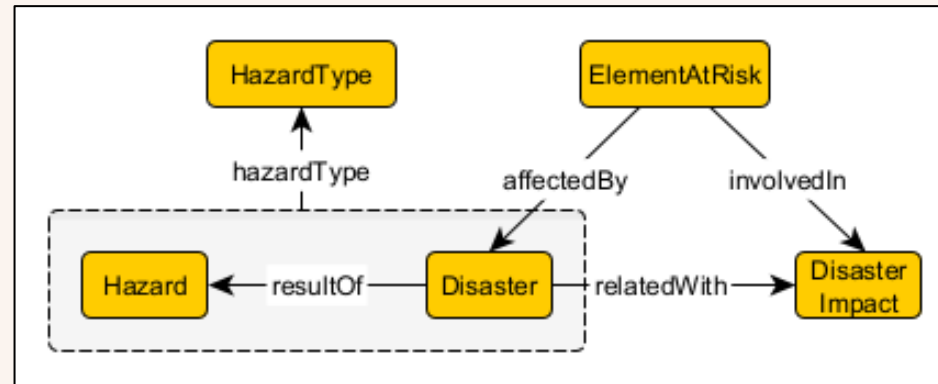 HazardType
ElementAtRisk
hazardType
affectedBy
involvedIn
Hazard
resultOf
Disaster
relatedWith
Disaster
Impact